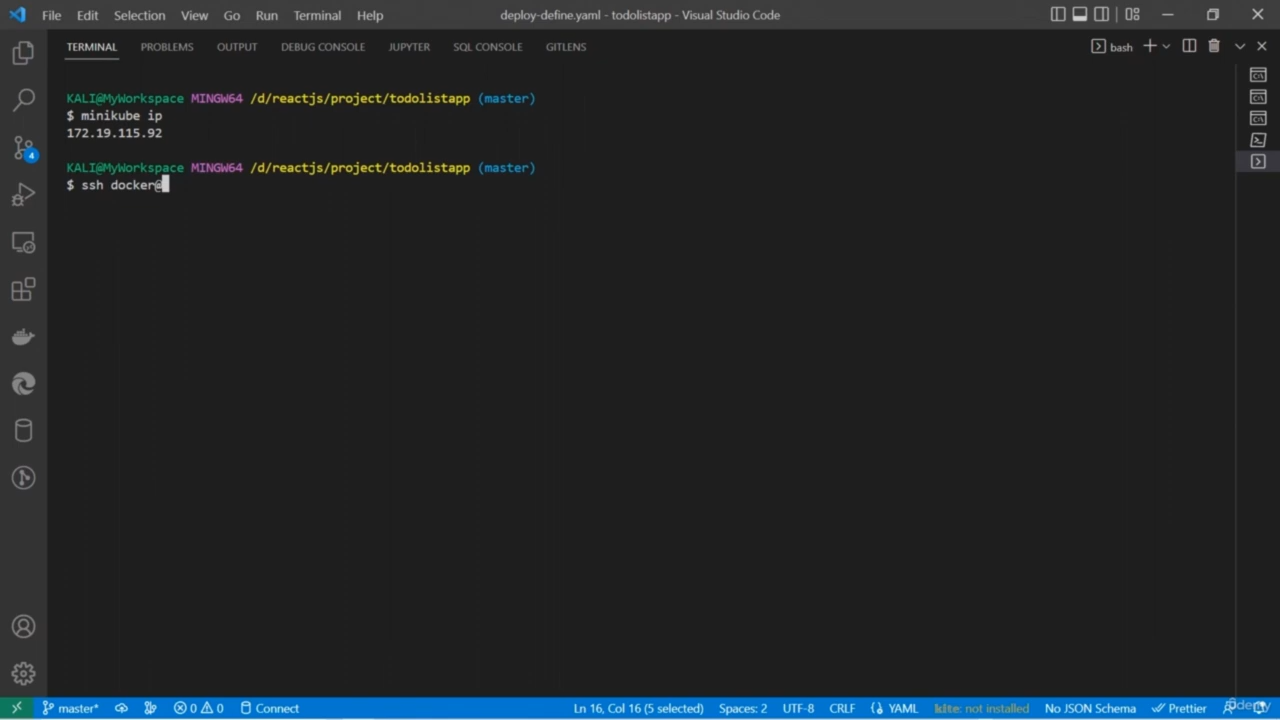 File Edit Selection View Go Run Terminal Help deploy-define.yaml - todolistapp - Visual Studio Code
TERMINAL PROBLEMS OUTPUT DEBUG CONSOLE JUPYTER SQL CONSOLE GITLENS bash
KALI@MyWorkspace MINGW64 /d/reactjs/project/todolistapp (master)
$ minikube ip
172.19.115.92
KALI@MyWorkspace MINGW64 /d/reactjs/project/todolistapp (master)
$ ssh docker@
4
master* 0 0 Connect Ln 16, Col 16 (5 selected) Spaces: 2 UTF-8 CRLF YAML kite: not installed No JSON Schema Prettier
Udemy